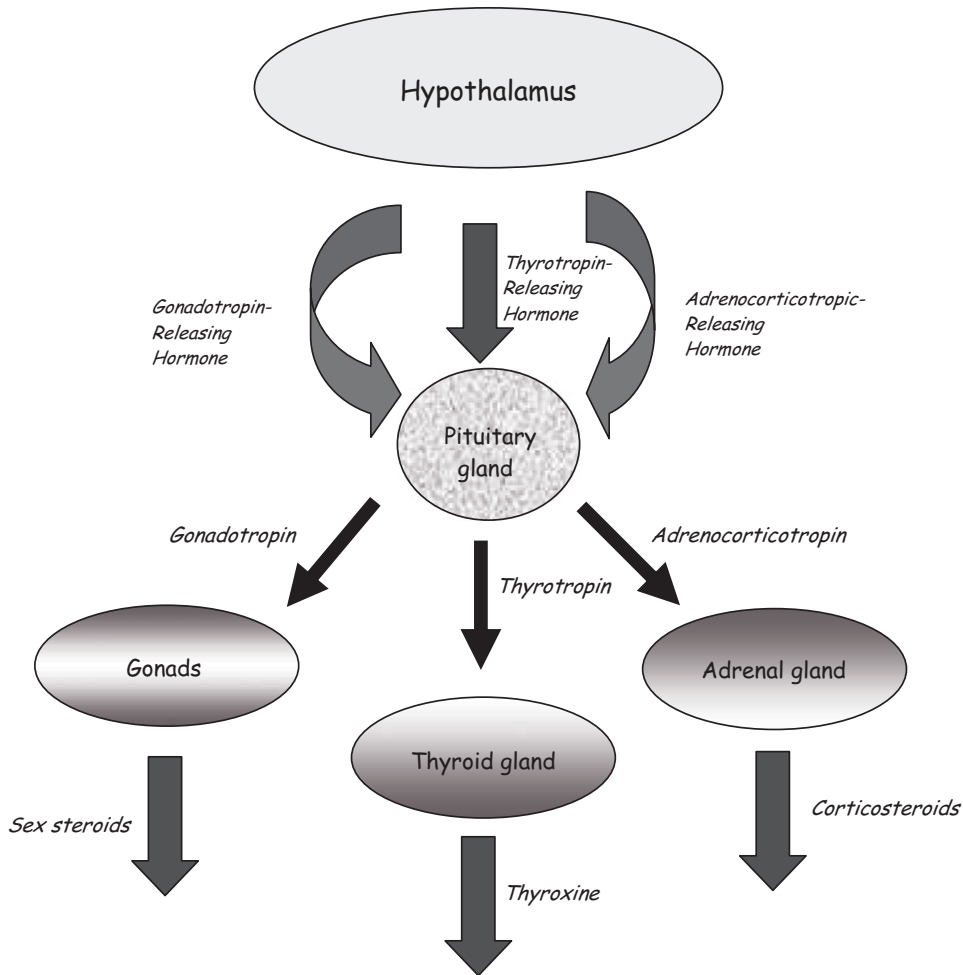 Hypothalamus
Gonadotropin-
Releasing
Hormone
Thyrotropin-
Releasing
Hormone
Adrenocorticotropic-
Releasing
Hormone
Pituitary
gland
Gonadotropin
Thyrotropin
Adrenocorticotropin
Gonads
Thyroid gland
Adrenal gland
Sex steroids
Thyroxine
Corticosteroids